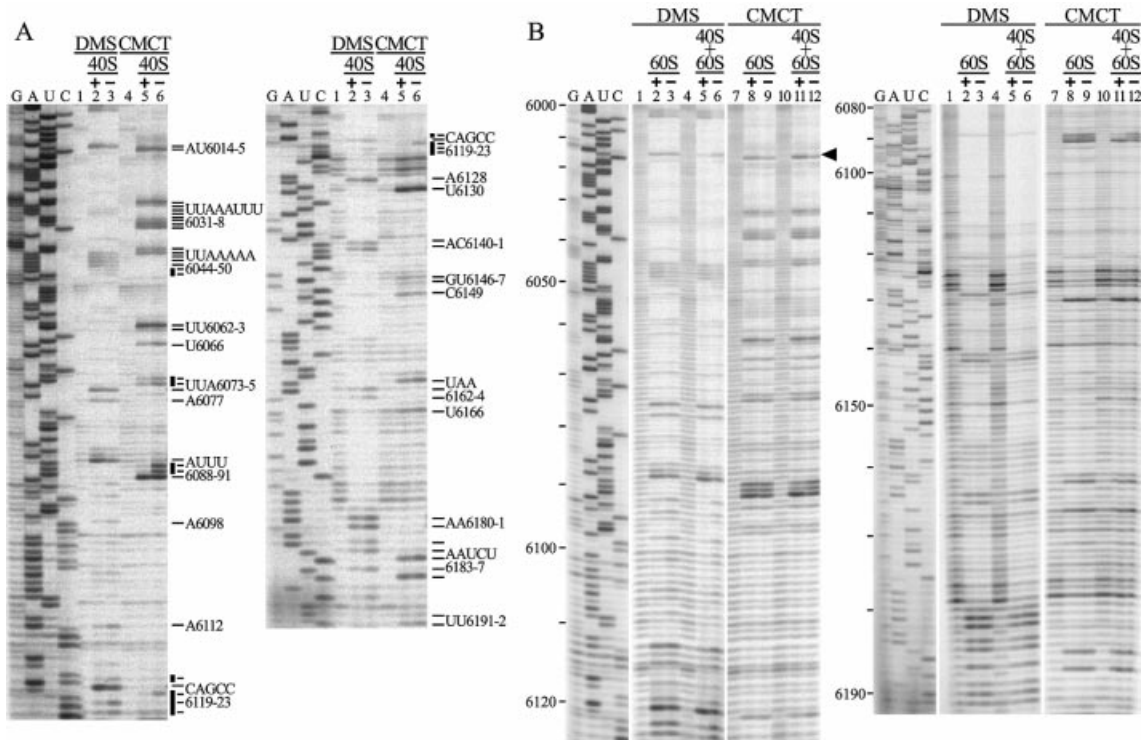 A
DMS CMCT
40S 40S
+ − + −
G A U C 1 2 3 4 5 6
AU6014-5
UUAAAUUU
6031-8
UUAAAAA
6044-50
UU6062-3
U6066
UUA6073-5
A6077
AUUU
6088-91
A6098
A6112
CAGCC
6119-23
DMS CMCT
40S 40S
+ − + −
G A U C 1 2 3 4 5 6
CAGCC
6119-23
A6128
U6130
AC6140-1
GU6146-7
C6149
UAA
6162-4
U6166
AA6180-1
AAUCU
6183-7
UU6191-2
B
DMS CMCT
40S 40S
+ +
60S 60S 60S 60S
+ − + − + − + −
G A U C 1 2 3 4 5 6 7 8 9 10 11 12
6000
6050
6100
6120
DMS CMCT
40S 40S
+ +
60S 60S 60S 60S
+ − + − + − + −
G A U C 1 2 3 4 5 6 7 8 9 10 11 12
6080
6100
6150
6190